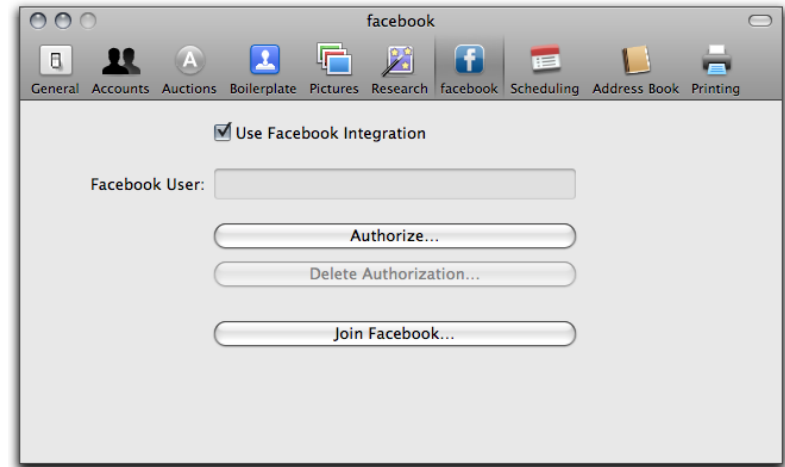 facebook
General Accounts Auctions Boilerplate Pictures Research facebook Scheduling Address Book Printing
Use Facebook Integration
Facebook User:
Authorize...
Delete Authorization...
Join Facebook...